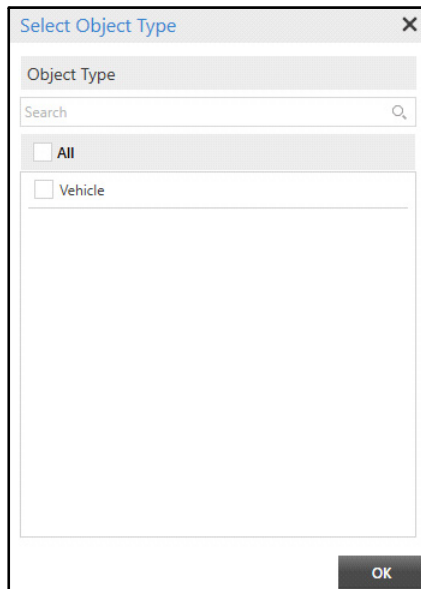 Select Object Type
Object Type
Search
All
Vehicle
OK